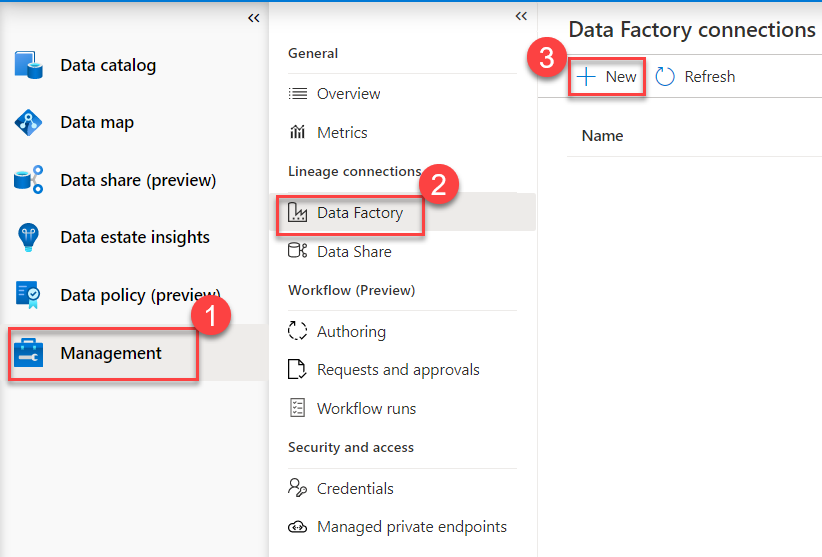 Data catalog
Data map
Data share (preview)
Data estate insights
Data policy (preview)
1
Management
General
Overview
Metrics
Lineage connections
2
Data Factory
Data Share
Workflow (Preview)
Authoring
Requests and approvals
Workflow runs
Security and access
Credentials
Managed private endpoints
Data Factory connections
3
New
Refresh
Name